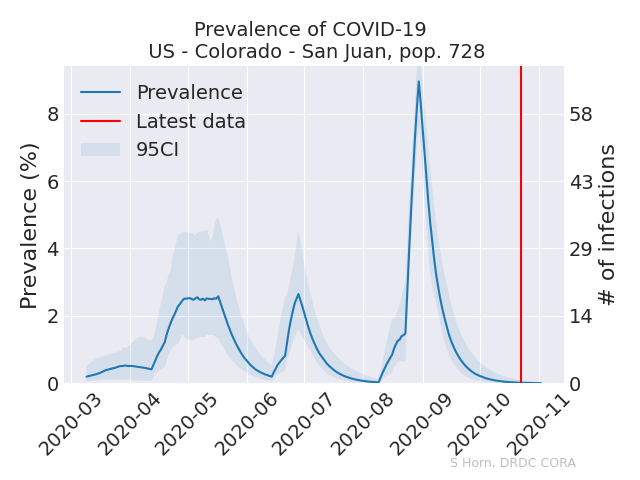 Prevalence of COVID-19
US - Colorado - San Juan, pop. 728
Prevalence
Latest data
95CI
Prevalence (%)
8
6
4
2
0
# of infections
58
43
29
14
0
2020-03
2020-04
2020-05
2020-06
2020-07
2020-08
2020-09
2020-10
2020-11
S Horn, DRDC CORA